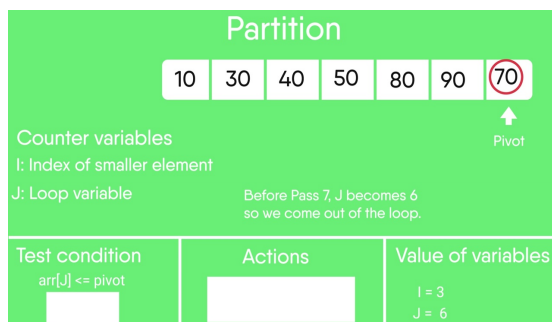 Partition
10 30 40 50 80 90 70
Pivot
Counter variables
I: Index of smaller element
J: Loop variable
Before Pass 7, J becomes 6
so we come out of the loop.
Test condition
arr[J] <= pivot
Actions
Value of variables
I = 3
J = 6